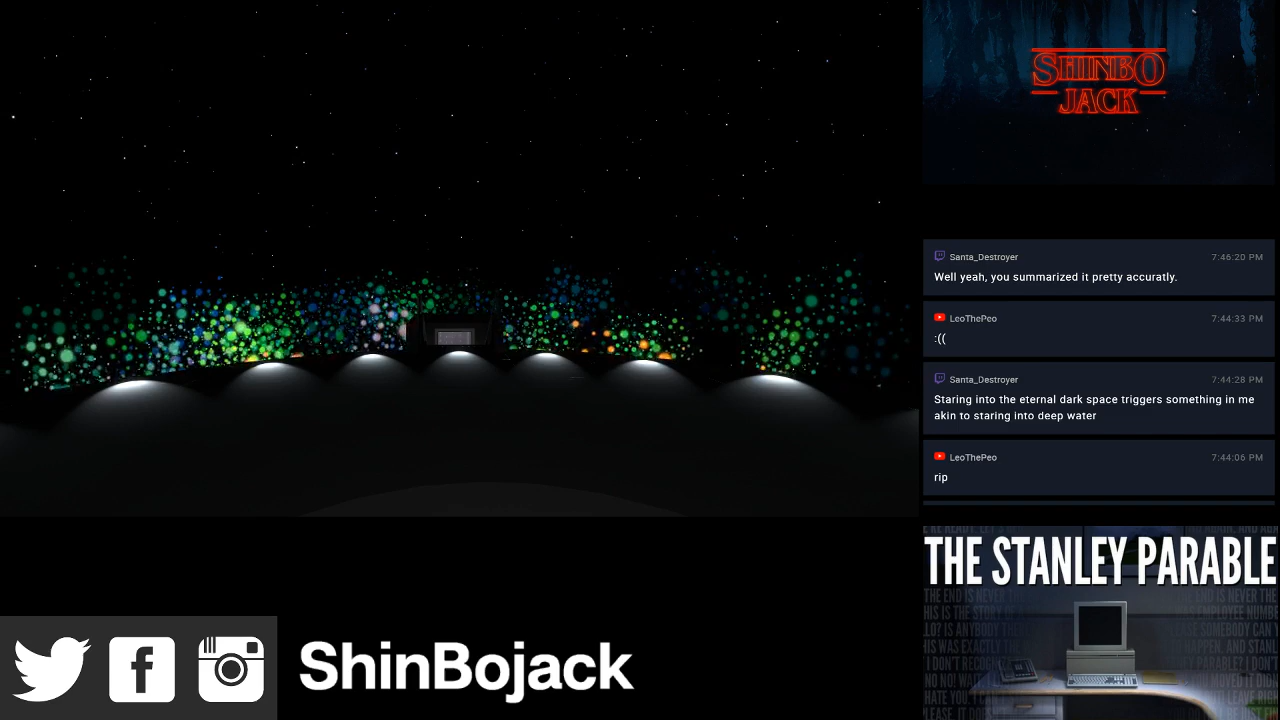 SHINBO
JACK
Santa_Destroyer 7:46:20 PM
Well yeah, you summarized it pretty accuratly.
LeoThePeo 7:44:33 PM
:((
Santa_Destroyer 7:44:28 PM
Staring into the eternal dark space triggers something in me
akin to staring into deep water
LeoThePeo 7:44:06 PM
rip
THE STANLEY PARABLE
ShinBojack